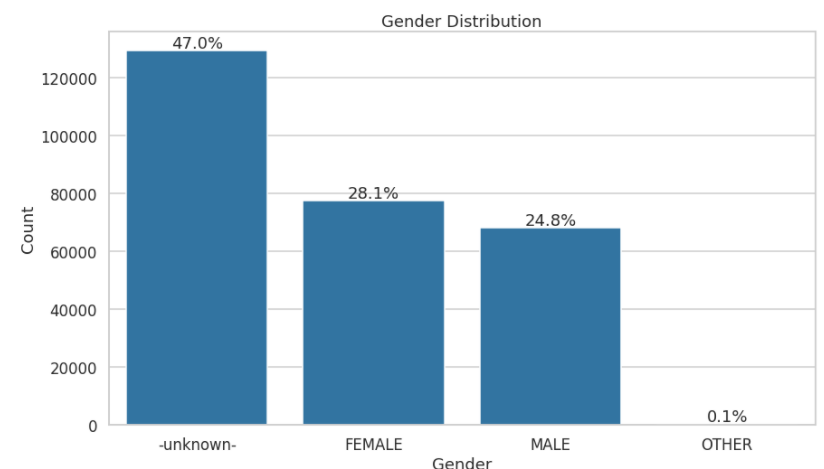 Gender Distribution
47.0%
28.1%
24.8%
0.1%
120000
100000
80000
60000
40000
20000
0
Count
-unknown- FEMALE MALE OTHER
Gender